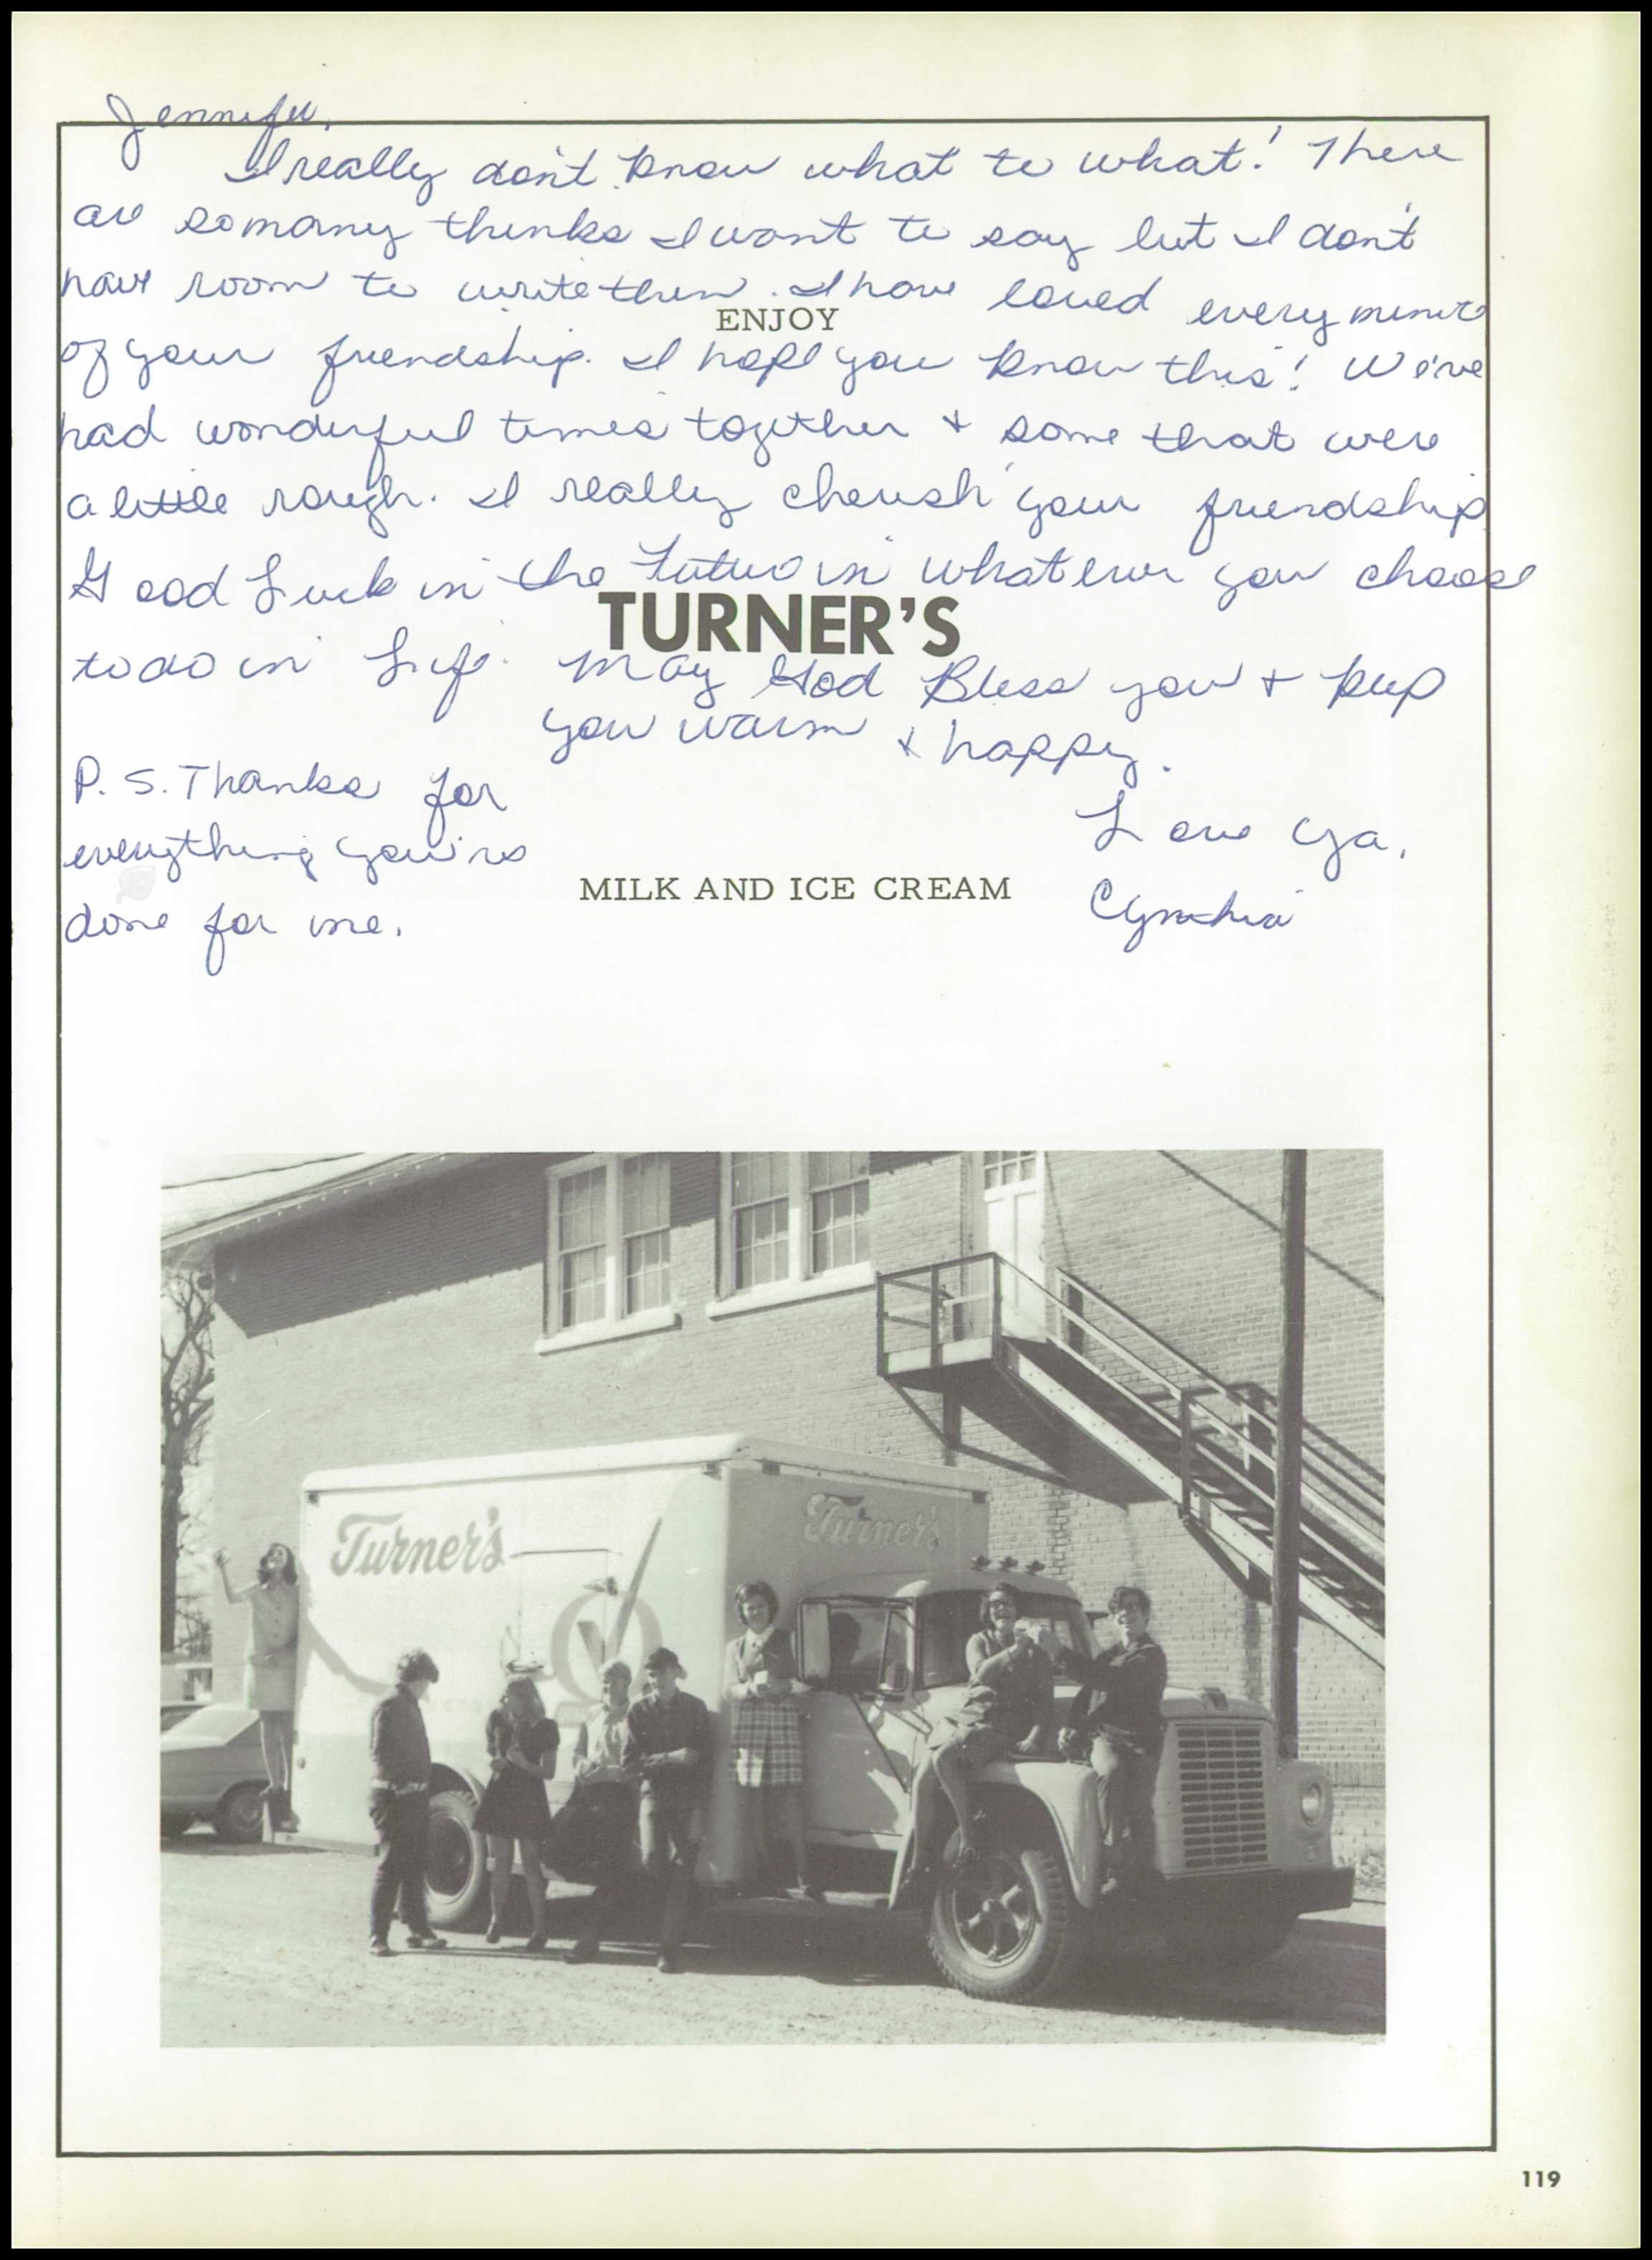 Jennifer,
I really don't know what to what! There
are so many thinks I want to say but I don't
have room to write them. I have loved every minute
ENJOY
of your friendship. I hope you know this! We've
had wonderful times together + some that were
a little rough. I really cherish your friendship.
Good Luck in the Future in whatever you choose
TURNER'S
to do in Life. May God Bless you + keep
you warm + happy.
P.S. Thanks for
everything you've
done for me.
Love ya,
Cynthia
MILK AND ICE CREAM
Turner's
Turner's
119